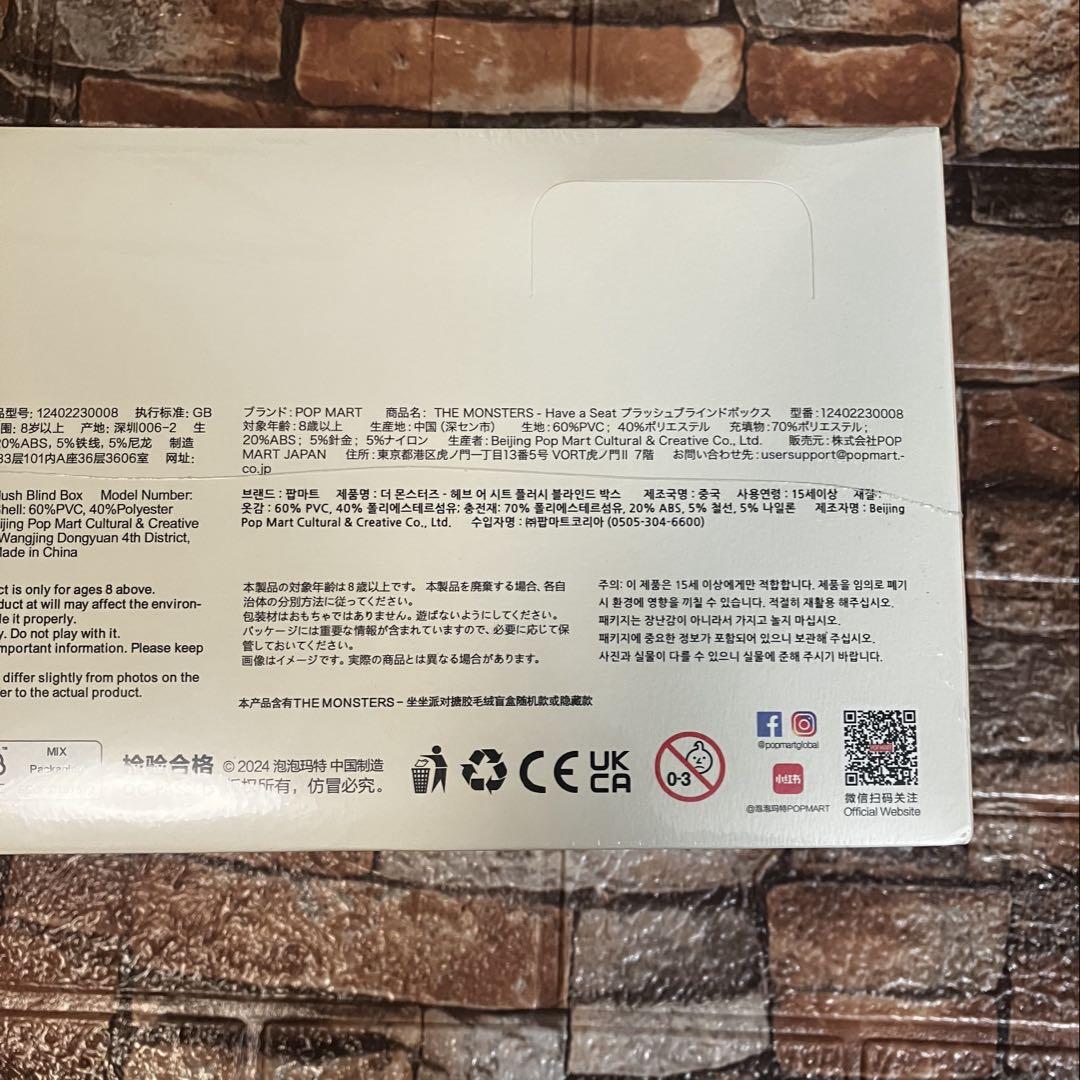 品型号: 12402230008 执行标准: GB
围: 8岁以上 产地: 深圳006-2 生
20%ABS, 5%铁线, 5%尼龙 制造
33层101内A座36层3606室 网址:
ブランド: POP MART 商品名: THE MONSTERS - Have a Seat プラッシュブラインドボックス 型番: 12402230008
対象年齢: 8歳以上 生産地: 中国 (深セン市) 生地: 60%PVC; 40%ポリエステル 充填物: 70%ポリエステル;
20%ABS; 5%針金; 5%ナイロン 生産者: Beijing Pop Mart Cultural & Creative Co., Ltd. 販売元: 株式会社POP
MART JAPAN 住所: 東京都港区虎ノ門一丁目13番5号 VORT虎ノ門II 7階 お問い合わせ先: usersupport@popmart.-
co.jp
lush Blind Box Model Number:
Shell: 60%PVC, 40%Polyester
ijing Pop Mart Cultural & Creative
Wangjing Dongyuan 4th District,
Made in China
브랜드 : 팝마트 제품명 : 더 몬스터즈 - 헤브 어 시트 플러시 블라인드 박스 제조국명 : 중국 사용연령 : 15세이상 재질 :
옷감 : 60% PVC, 40% 폴리에스테르섬유; 충전재: 70% 폴리에스테르섬유, 20% ABS, 5% 철선, 5% 나일론 제조자명 : Beijing
Pop Mart Cultural & Creative Co., Ltd. 수입자명 : ㈜팝마트코리아 (0505-304-6600)
ct is only for ages 8 above.
duct at will may affect the environ-
le it properly.
y. Do not play with it.
mportant information. Please keep
differ slightly from photos on the
er to the actual product.
本製品の対象年齢は8歳以上です。 本製品を廃棄する場合、各自
治体の分別方法に従ってください。
包装材はおもちゃではありません。遊ばないようにしてください。
パッケージには重要な情報が含まれていますので、必要に応じて保
管しておいてください。
画像はイメージです。実際の商品とは異なる場合があります。
주의: 이 제품은 15세 이상에게만 적합합니다. 제품을 임의로 폐기
시 환경에 영향을 끼칠 수 있습니다. 적절히 재활용 해주십시오.
패키지는 장난감이 아니라서 가지고 놀지 마십시오.
패키지에 중요한 정보가 포함되어 있으니 보관해 주십시오.
사진과 실물이 다를 수 있으니 실물에 준해 주시기 바랍니다.
本产品含有THE MONSTERS – 坐坐派对搪胶毛绒盲盒随机款或隐藏款
MIX
Packaging
检验合格 © 2024 泡泡玛特 中国制造
版权所有, 仿冒必究。
CE
UK
CA
0-3
@popmartglobal
小红书
@泡泡玛特POPMART
POP MART
微信扫码关注
Official Website